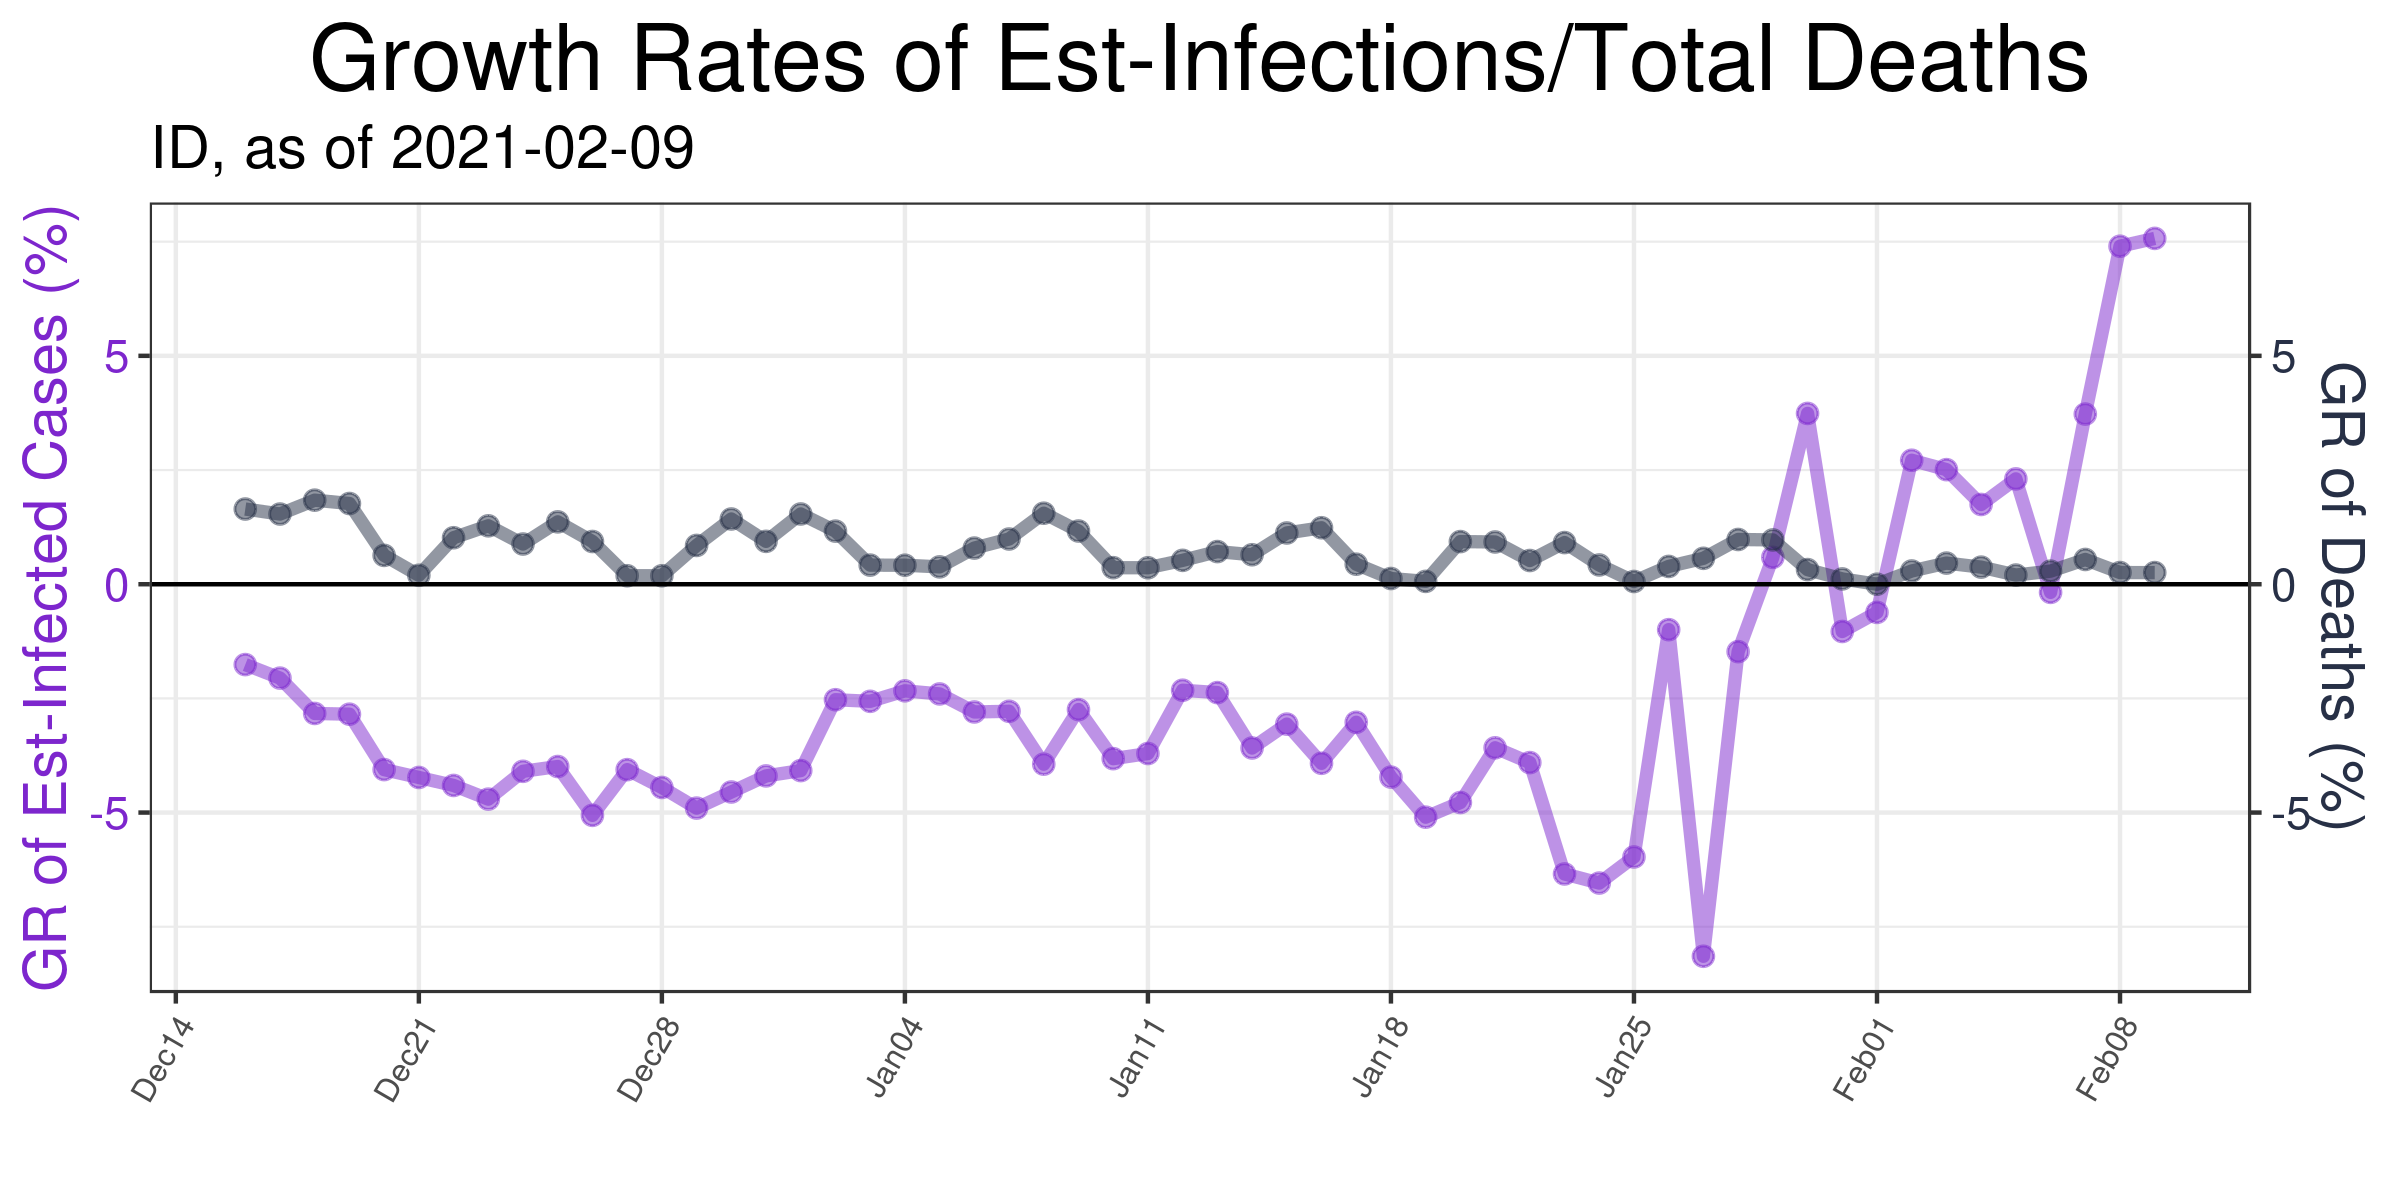 Growth Rates of Est-Infections/Total Deaths
ID, as of 2021-02-09
GR of Est-Infected Cases (%)
5
0
-5
5
0
-5
GR of Deaths (%)
Dec14
Dec21
Dec28
Jan04
Jan11
Jan18
Jan25
Feb01
Feb08